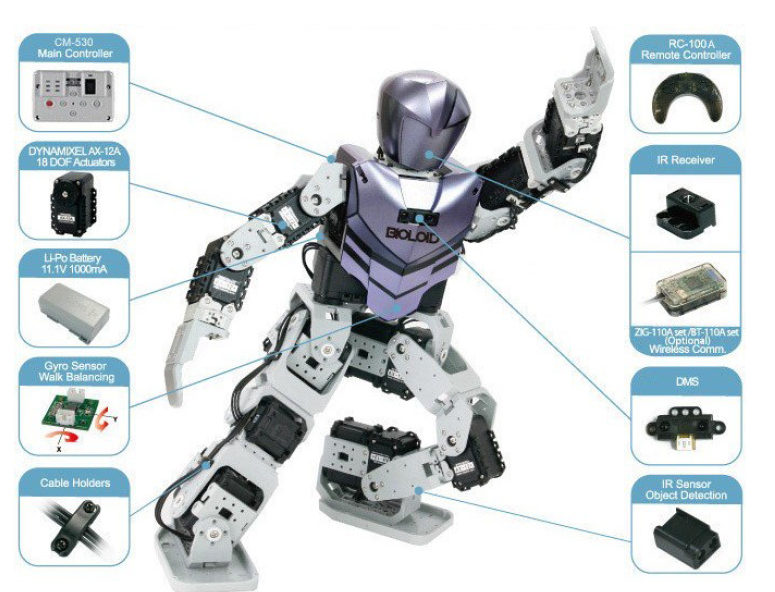 CM-530
Main Controller
DYNAMIXEL AX-12A
18 DOF Actuators
Li-Po Battery
11.1V 1000mA
Gyro Sensor
Walk Balancing
Y
X
Cable Holders
BIOLOID
RC-100A
Remote Controller
IR Receiver
ZIG-110A set /BT-110A set
(Optional)
Wireless Comm.
DMS
IR Sensor
Object Detection